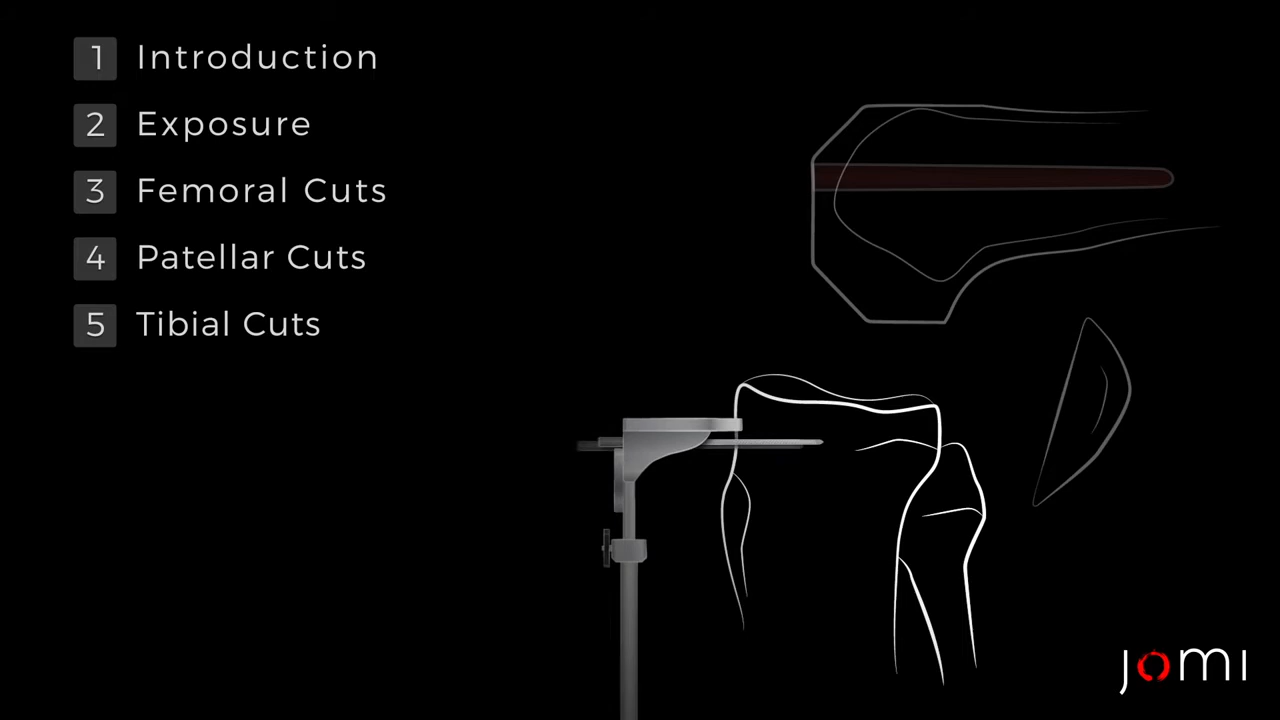 1 Introduction
2 Exposure
3 Femoral Cuts
4 Patellar Cuts
5 Tibial Cuts
jomi